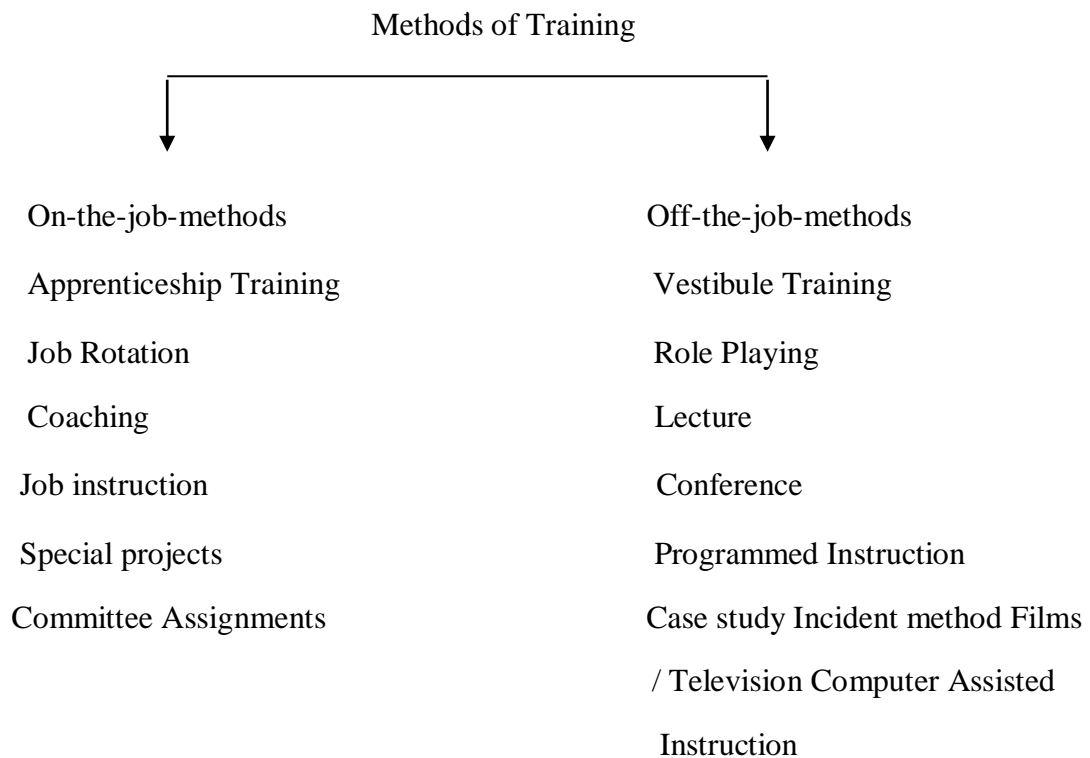 Methods of Training
On-the-job-methods
Apprenticeship Training
Job Rotation
Coaching
Job instruction
Special projects
Committee Assignments
Off-the-job-methods
Vestibule Training
Role Playing
Lecture
Conference
Programmed Instruction
Case study Incident method Films
/ Television Computer Assisted
Instruction